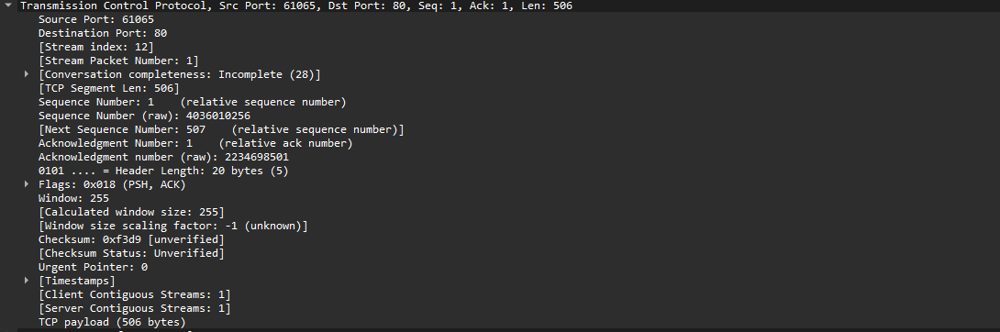 Transmission Control Protocol, Src Port: 61065, Dst Port: 80, Seq: 1, Ack: 1, Len: 506
Source Port: 61065
Destination Port: 80
[Stream index: 12]
[Stream Packet Number: 1]
[Conversation completeness: Incomplete (28)]
[TCP Segment Len: 506]
Sequence Number: 1    (relative sequence number)
Sequence Number (raw): 4036010256
[Next Sequence Number: 507    (relative sequence number)]
Acknowledgment Number: 1    (relative ack number)
Acknowledgment number (raw): 2234698501
0101 .... = Header Length: 20 bytes (5)
Flags: 0x018 (PSH, ACK)
Window: 255
[Calculated window size: 255]
[Window size scaling factor: -1 (unknown)]
Checksum: 0xf3d9 [unverified]
[Checksum Status: Unverified]
Urgent Pointer: 0
[Timestamps]
[Client Contiguous Streams: 1]
[Server Contiguous Streams: 1]
TCP payload (506 bytes)